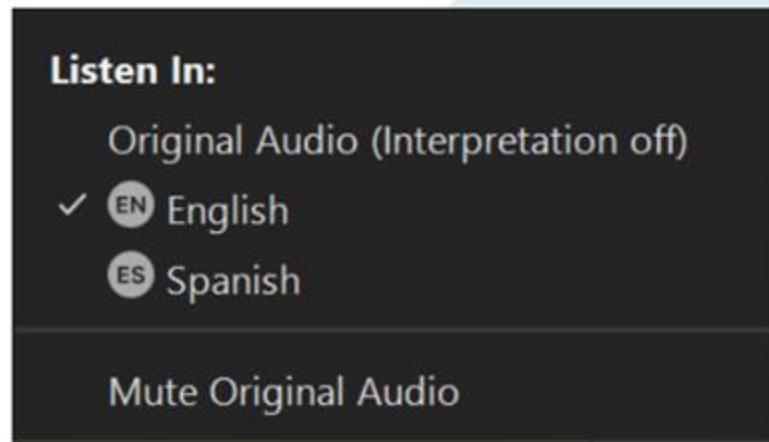 Listen In:
Original Audio (Interpretation off)
EN English
ES Spanish
Mute Original Audio